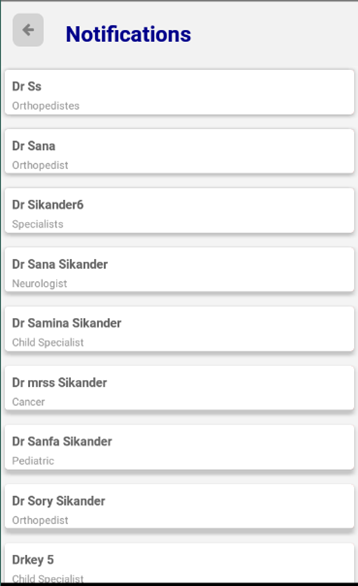 Notifications
Dr Ss
Orthopedistes
Dr Sana
Orthopedist
Dr Sikander6
Specialists
Dr Sana Sikander
Neurologist
Dr Samina Sikander
Child Specialist
Dr mrss Sikander
Cancer
Dr Sanfa Sikander
Pediatric
Dr Sory Sikander
Orthopedist
Drkey 5
Child Specialist